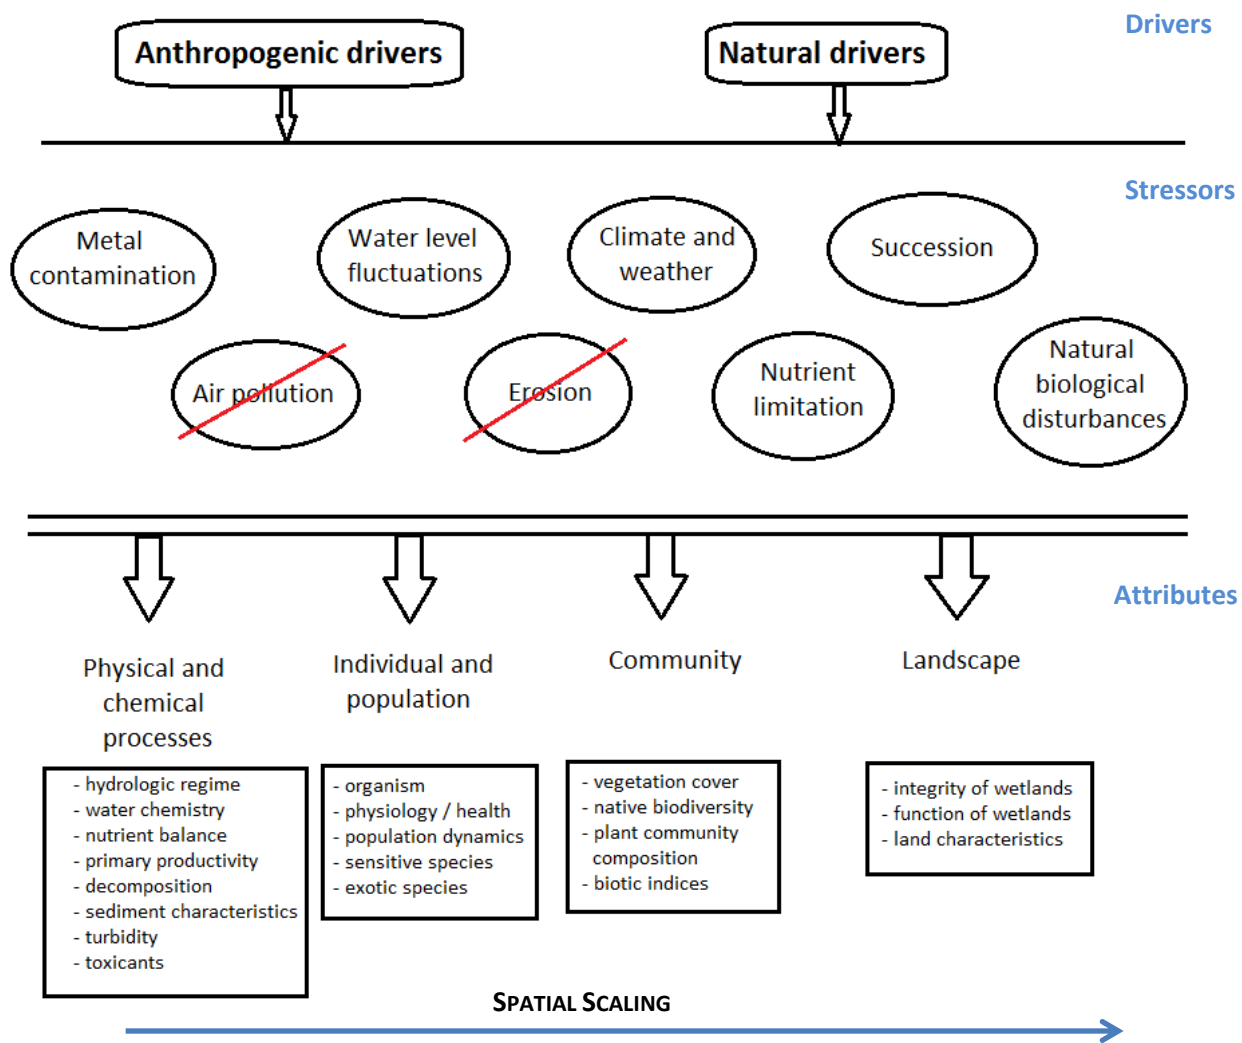 Drivers
Anthropogenic drivers
Natural drivers
Stressors
Metal
contamination
Water level
fluctuations
Climate and
weather
Succession
Air pollution
Erosion
Nutrient
limitation
Natural
biological
disturbances
Attributes
Physical and
chemical
processes
Individual and
population
Community
Landscape
- hydrologic regime
- water chemistry
- nutrient balance
- primary productivity
- decomposition
- sediment characteristics
- turbidity
- toxicants
- organism
- physiology / health
- population dynamics
- sensitive species
- exotic species
- vegetation cover
- native biodiversity
- plant community
composition
- biotic indices
- integrity of wetlands
- function of wetlands
- land characteristics
SPATIAL SCALING